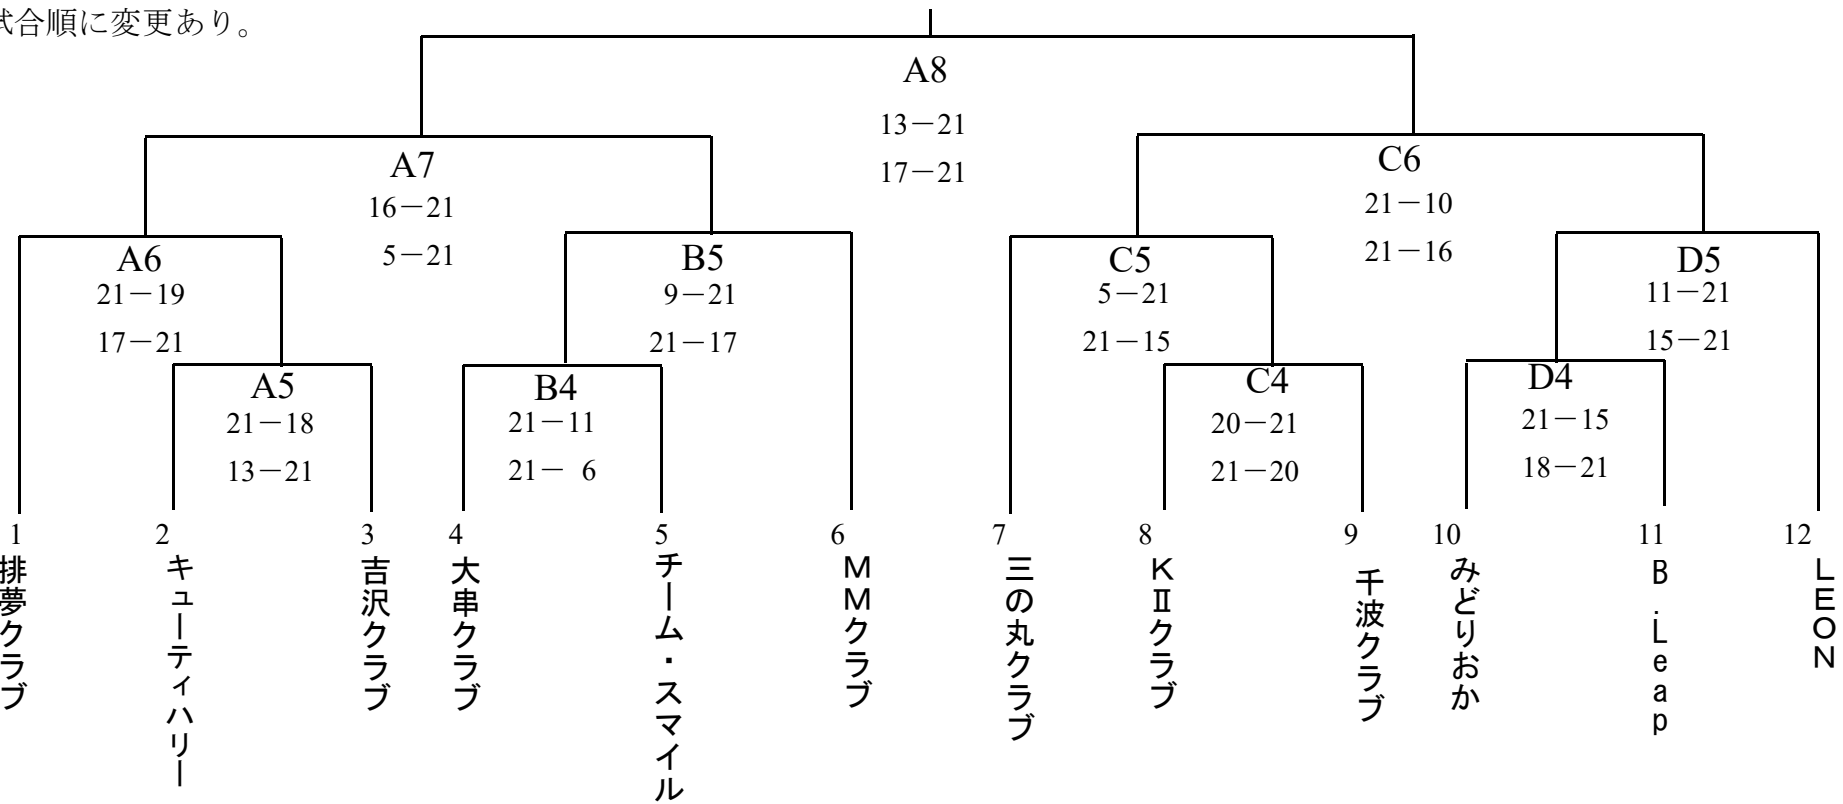 試合順に変更あり。
A8
13－21
17－21
A7
16－21
5－21
C6
21－10
21－16
A6
21－19
17－21
B5
9－21
21－17
C5
5－21
21－15
D5
11－21
15－21
A5
21－18
13－21
B4
21－11
21－ 6
C4
20－21
21－20
D4
21－15
18－21
1
2
3
4
5
6
7
8
9
10
11
12
排夢クラブ
キューティハリー
吉沢クラブ
大串クラブ
チーム・スマイル
ＭＭクラブ
三の丸クラブ
ＫⅡクラブ
千波クラブ
みどりおか
B.Leap
ＬＥＯＮ